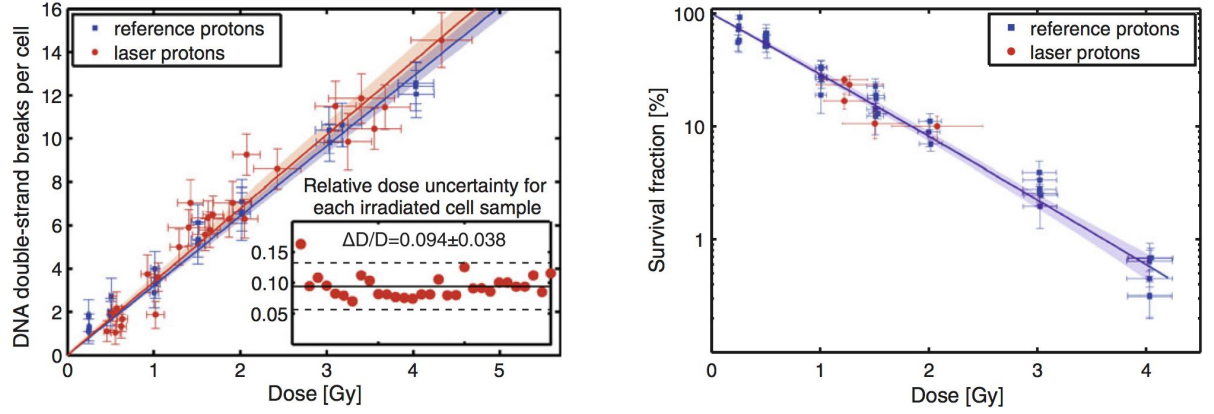 16
14
12
10
8
6
4
2
0
DNA double-strand breaks per cell
reference protons
laser protons
Relative dose uncertainty for
each irradiated cell sample
ΔD/D=0.094±0.038
0.15
0.10
0.05
0
1
2
3
4
5
Dose [Gy]
100
10
1
Survival fraction [%]
reference protons
laser protons
0
1
2
3
4
Dose [Gy]